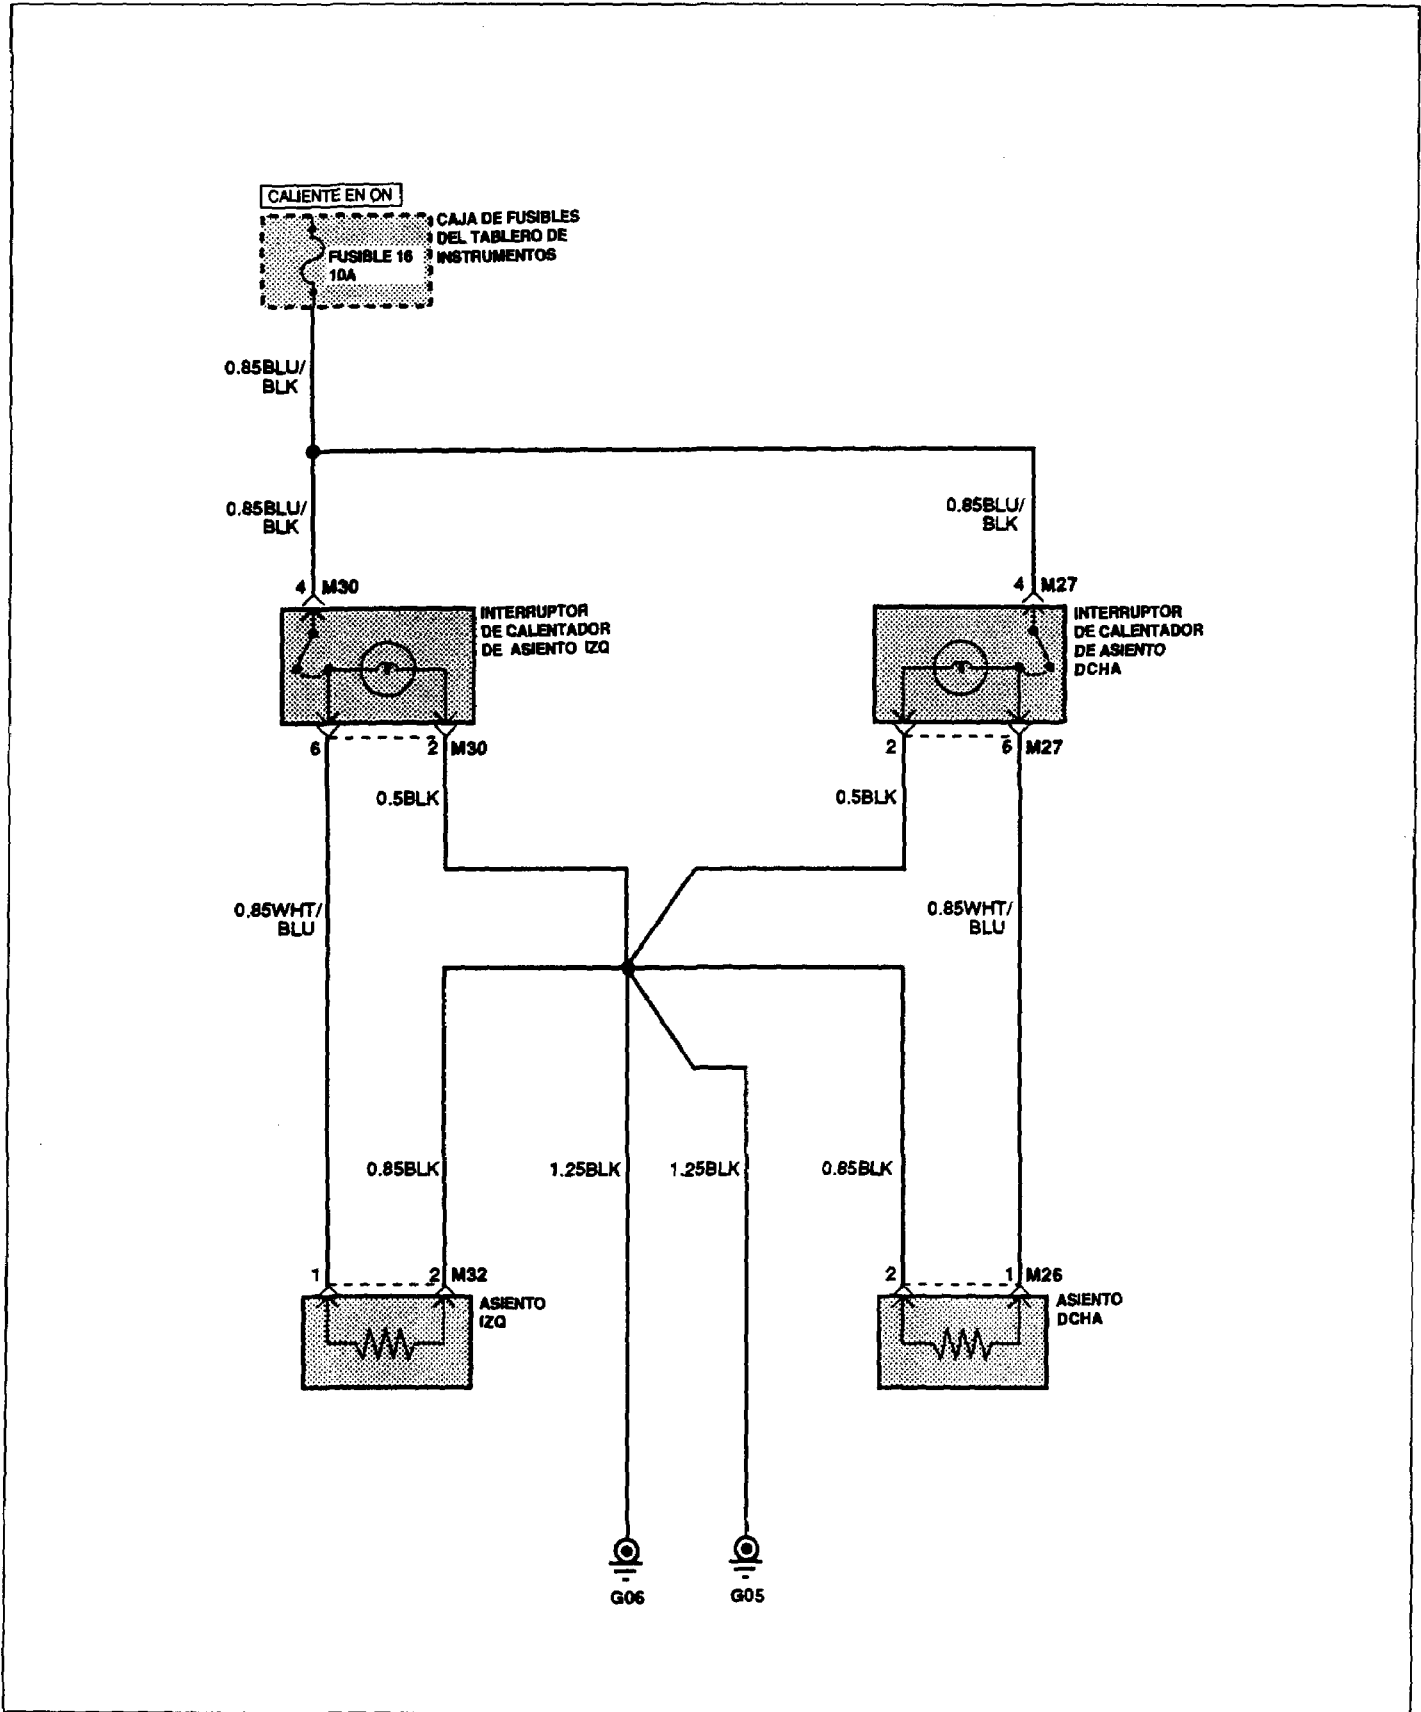 CALIENTE EN ON
CAJA DE FUSIBLES
DEL TABLERO DE
INSTRUMENTOS
FUSIBLE 16
10A
0.85BLU/
BLK
0.85BLU/
BLK
0.85BLU/
BLK
4 M30
4 M27
INTERRUPTOR
DE CALENTADOR
DE ASIENTO IZQ
INTERRUPTOR
DE CALENTADOR
DE ASIENTO
DCHA
6
2 M30
2
6 M27
0.5BLK
0.5BLK
0.85WHT/
BLU
0.85WHT/
BLU
0.85BLK
1.25BLK
1.25BLK
0.85BLK
1
2 M32
2
1 M26
ASIENTO
IZQ
ASIENTO
DCHA
G06
G05